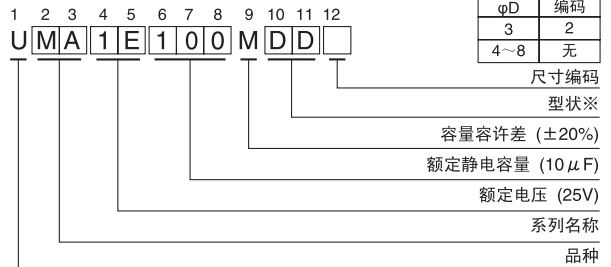 1 2 3 4 5 6 7 8 9 10 11 12
U M A 1 E 1 0 0 M D D
φD 编码
3 2
4～8 无
尺寸编码
型状※
容量容许差 (±20%)
额定静电容量 (10μF)
额定电压 (25V)
系列名称
品种